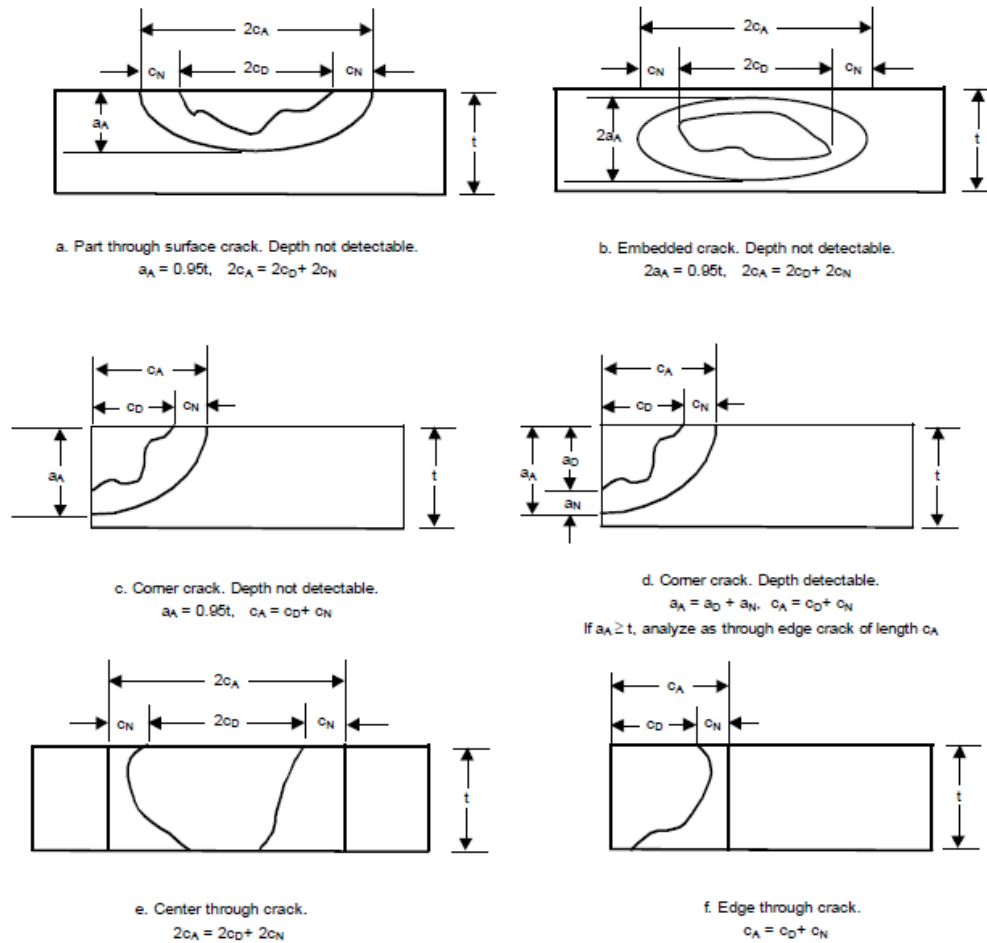 2cA
cN 2cD cN
aA
t
a. Part through surface crack. Depth not detectable.
aA = 0.95t, 2cA = 2cD+ 2cN
2cA
cN 2cD cN
2aA
t
b. Embedded crack. Depth not detectable.
2aA = 0.95t, 2cA = 2cD+ 2cN
cA
cD cN
aA
t
c. Corner crack. Depth not detectable.
aA = 0.95t, cA = cD+ cN
cA
cD cN
aD
aA
aN
t
d. Corner crack. Depth detectable.
aA = aD + aN, cA = cD+ cN
If aA ≥ t, analyze as through edge crack of length cA
2cA
cN 2cD cN
t
e. Center through crack.
2cA = 2cD+ 2cN
cA
cD cN
t
f. Edge through crack.
cA = cD + cN